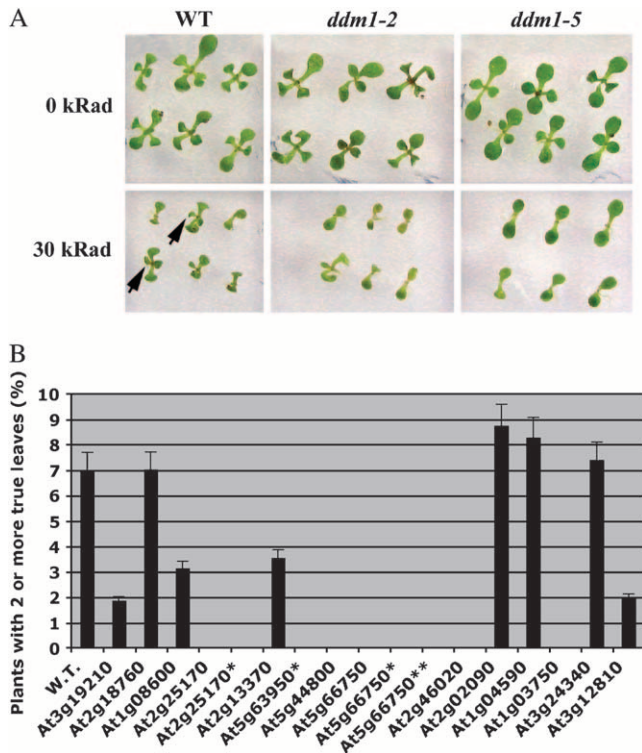 A
WT ddm1-2 ddm1-5
0 kRad
30 kRad
B
Plants with 2 or more true leaves (%)
10
9
8
7
6
5
4
3
2
1
0
W.T.
At3g19210
At2g18760
At1g08600
At2g25170
At2g25170*
At2g13370
At5g63950*
At5g44800
At5g66750
At5g66750*
At5g66750**
At2g46020
At2g02090
At1g04590
At1g03750
At3g24340
At3g12810